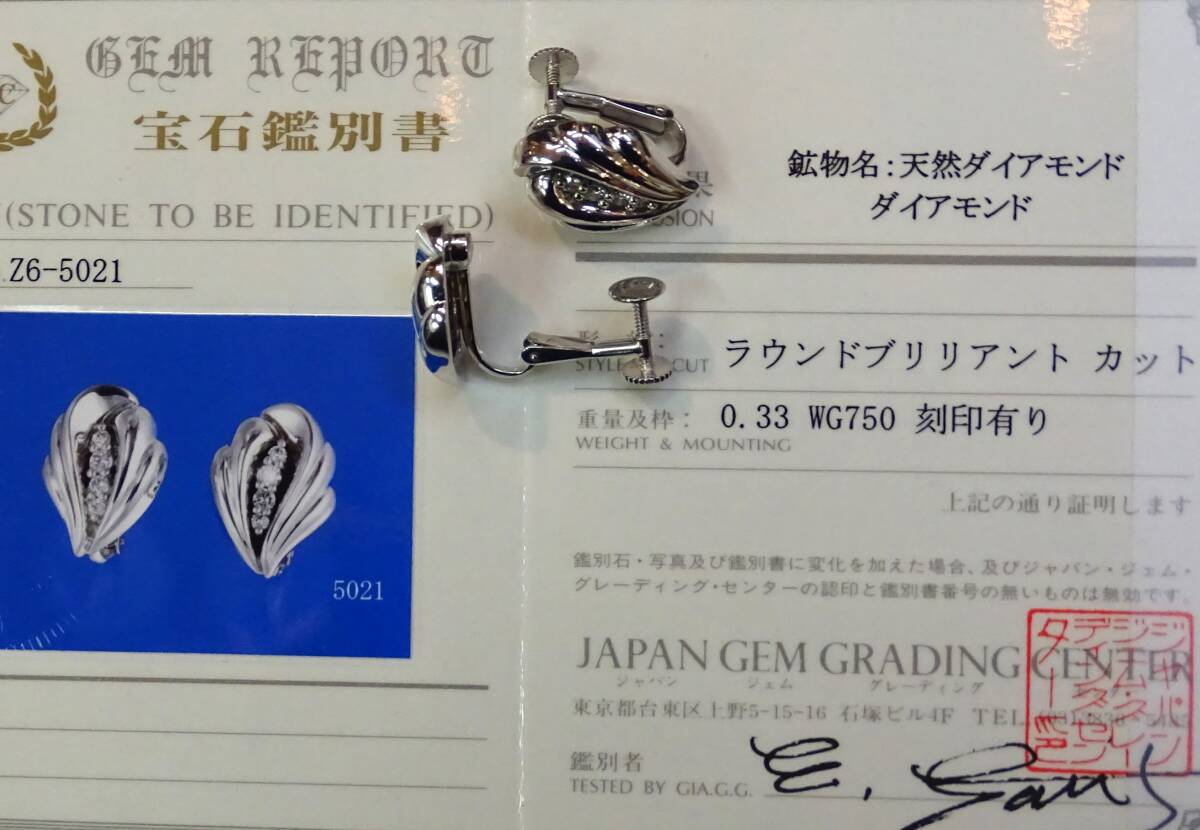 GEM REPORT
宝石鑑別書
(STONE TO BE IDENTIFIED)
.Z6-5021
5021
果
鉱物名:天然ダイアモンド
ダイアモンド
STYLE CUT
ラウンドブリリアント カット
重量及枠: 0.33 WG750 刻印有り
WEIGHT & MOUNTING
上記の通り証明します
鑑別石・写真及び鑑別書に変化を加えた場合、及びジャパン・ジェム・
グレーディング・センターの認印と鑑別書番号の無いものは無効です。
JAPAN GEM GRADING CENTER
ジャパン ジェム グレーディング
東京都台東区上野5-15-16 石塚ビル4F TEL
鑑別者
TESTED BY GIA.G.G.